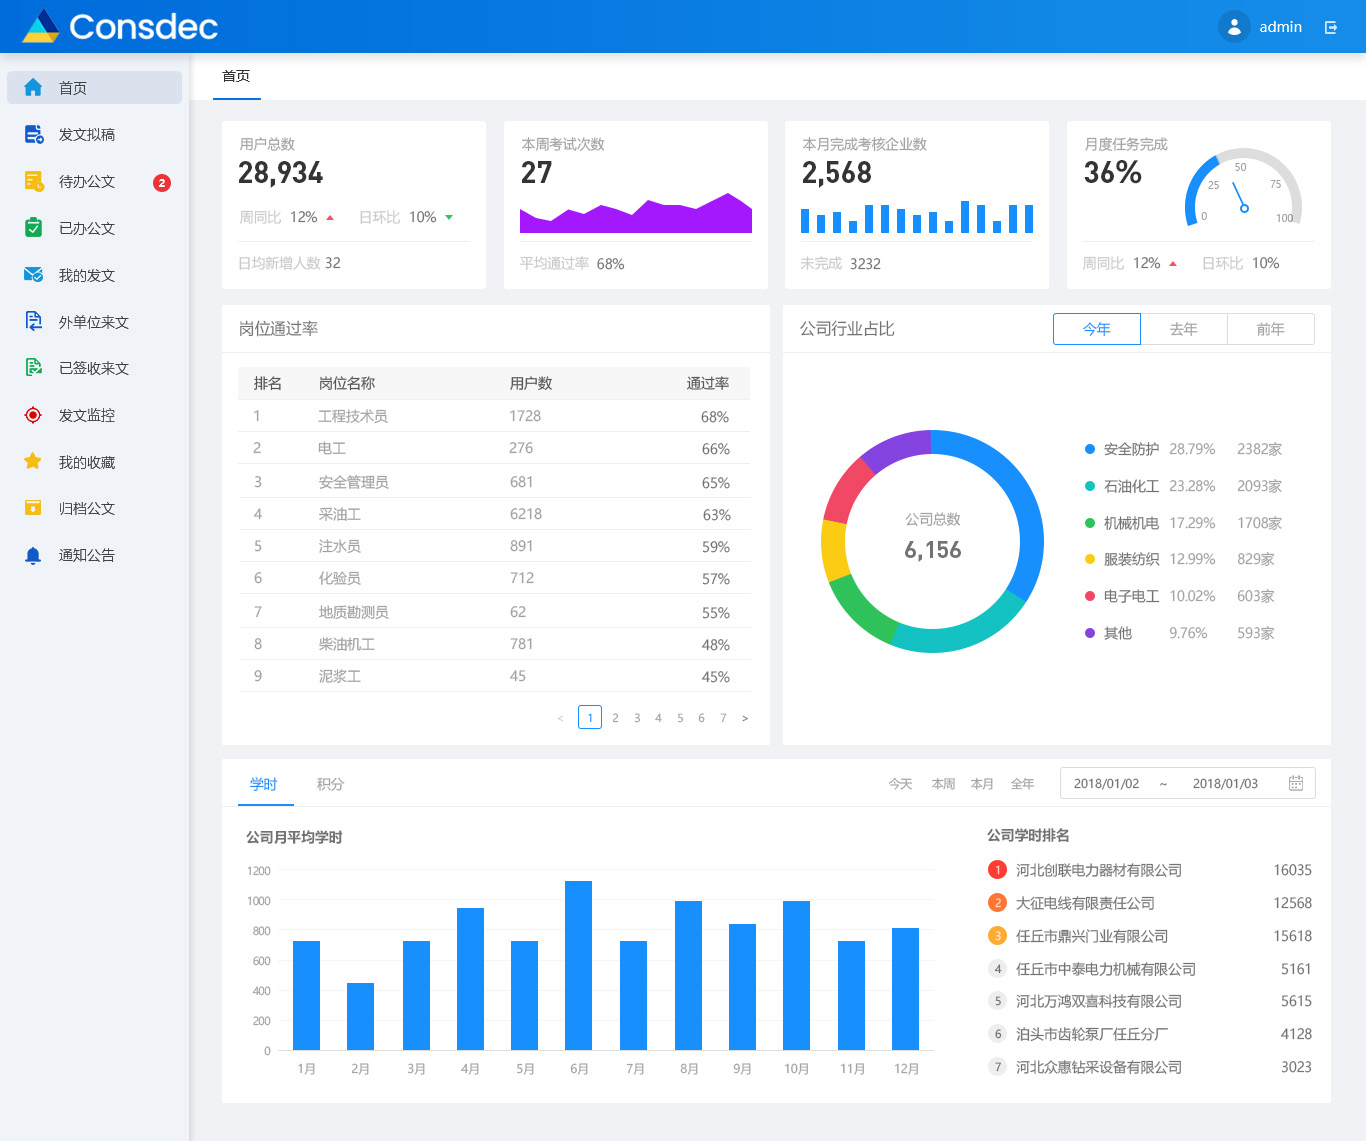 Consdec
admin
首页
发文拟稿
待办公文 2
已办公文
我的发文
外单位来文
已签收来文
发文监控
我的收藏
归档公文
通知公告
首页
用户总数
28,934
周同比 12% 日环比 10%
日均新增人数 32
本周考试次数
27
平均通过率 68%
本月完成考核企业数
2,568
未完成 3232
月度任务完成
36%
0 25 50 75 100
周同比 12% 日环比 10%
岗位通过率
排名 岗位名称 用户数 通过率
1 工程技术员 1728 68%
2 电工 276 66%
3 安全管理员 681 65%
4 采油工 6218 63%
5 注水员 891 59%
6 化验员 712 57%
7 地质勘测员 62 55%
8 柴油机工 781 48%
9 泥浆工 45 45%
< 1 2 3 4 5 6 7 >
公司行业占比
今年 去年 前年
公司总数
6,156
安全防护 28.79% 2382家
石油化工 23.28% 2093家
机械机电 17.29% 1708家
服装纺织 12.99% 829家
电子电工 10.02% 603家
其他 9.76% 593家
学时 积分
今天 本周 本月 全年
2018/01/02 ~ 2018/01/03
公司月平均学时
1200
1000
800
600
400
200
0
1月 2月 3月 4月 5月 6月 7月 8月 9月 10月 11月 12月
公司学时排名
1 河北创联电力器材有限公司 16035
2 大征电线有限责任公司 12568
3 任丘市鼎兴门业有限公司 15618
4 任丘市中泰电力机械有限公司 5161
5 河北万鸿双喜科技有限公司 5615
6 泊头市齿轮泵厂任丘分厂 4128
7 河北众惠钻采设备有限公司 3023